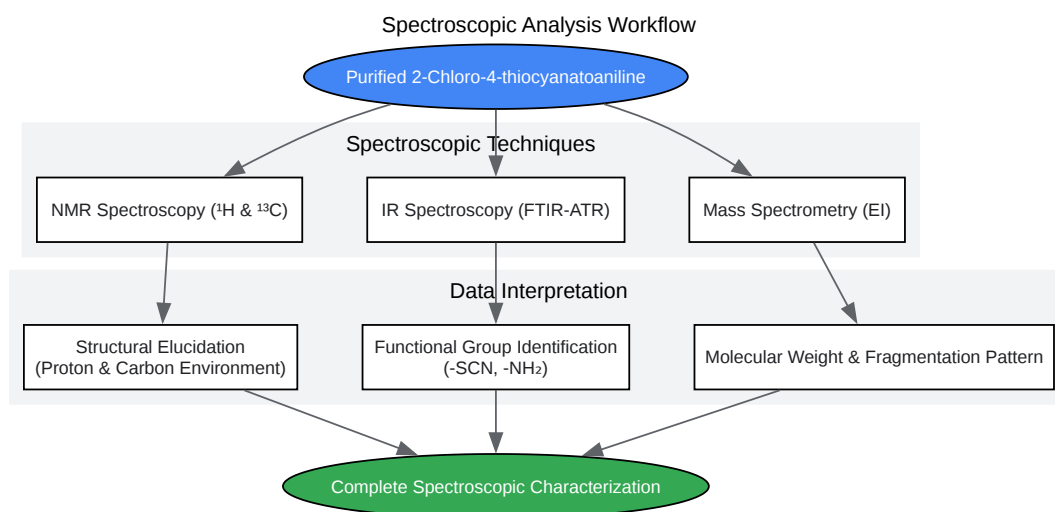 Spectroscopic Analysis Workflow
Purified 2-Chloro-4-thiocyanatoaniline
Spectroscopic Techniques
NMR Spectroscopy (¹H & ¹³C)
IR Spectroscopy (FTIR-ATR)
Mass Spectrometry (EI)
Data Interpretation
Structural Elucidation
(Proton & Carbon Environment)
Functional Group Identification
(-SCN, -NH₂)
Molecular Weight & Fragmentation Pattern
Complete Spectroscopic Characterization